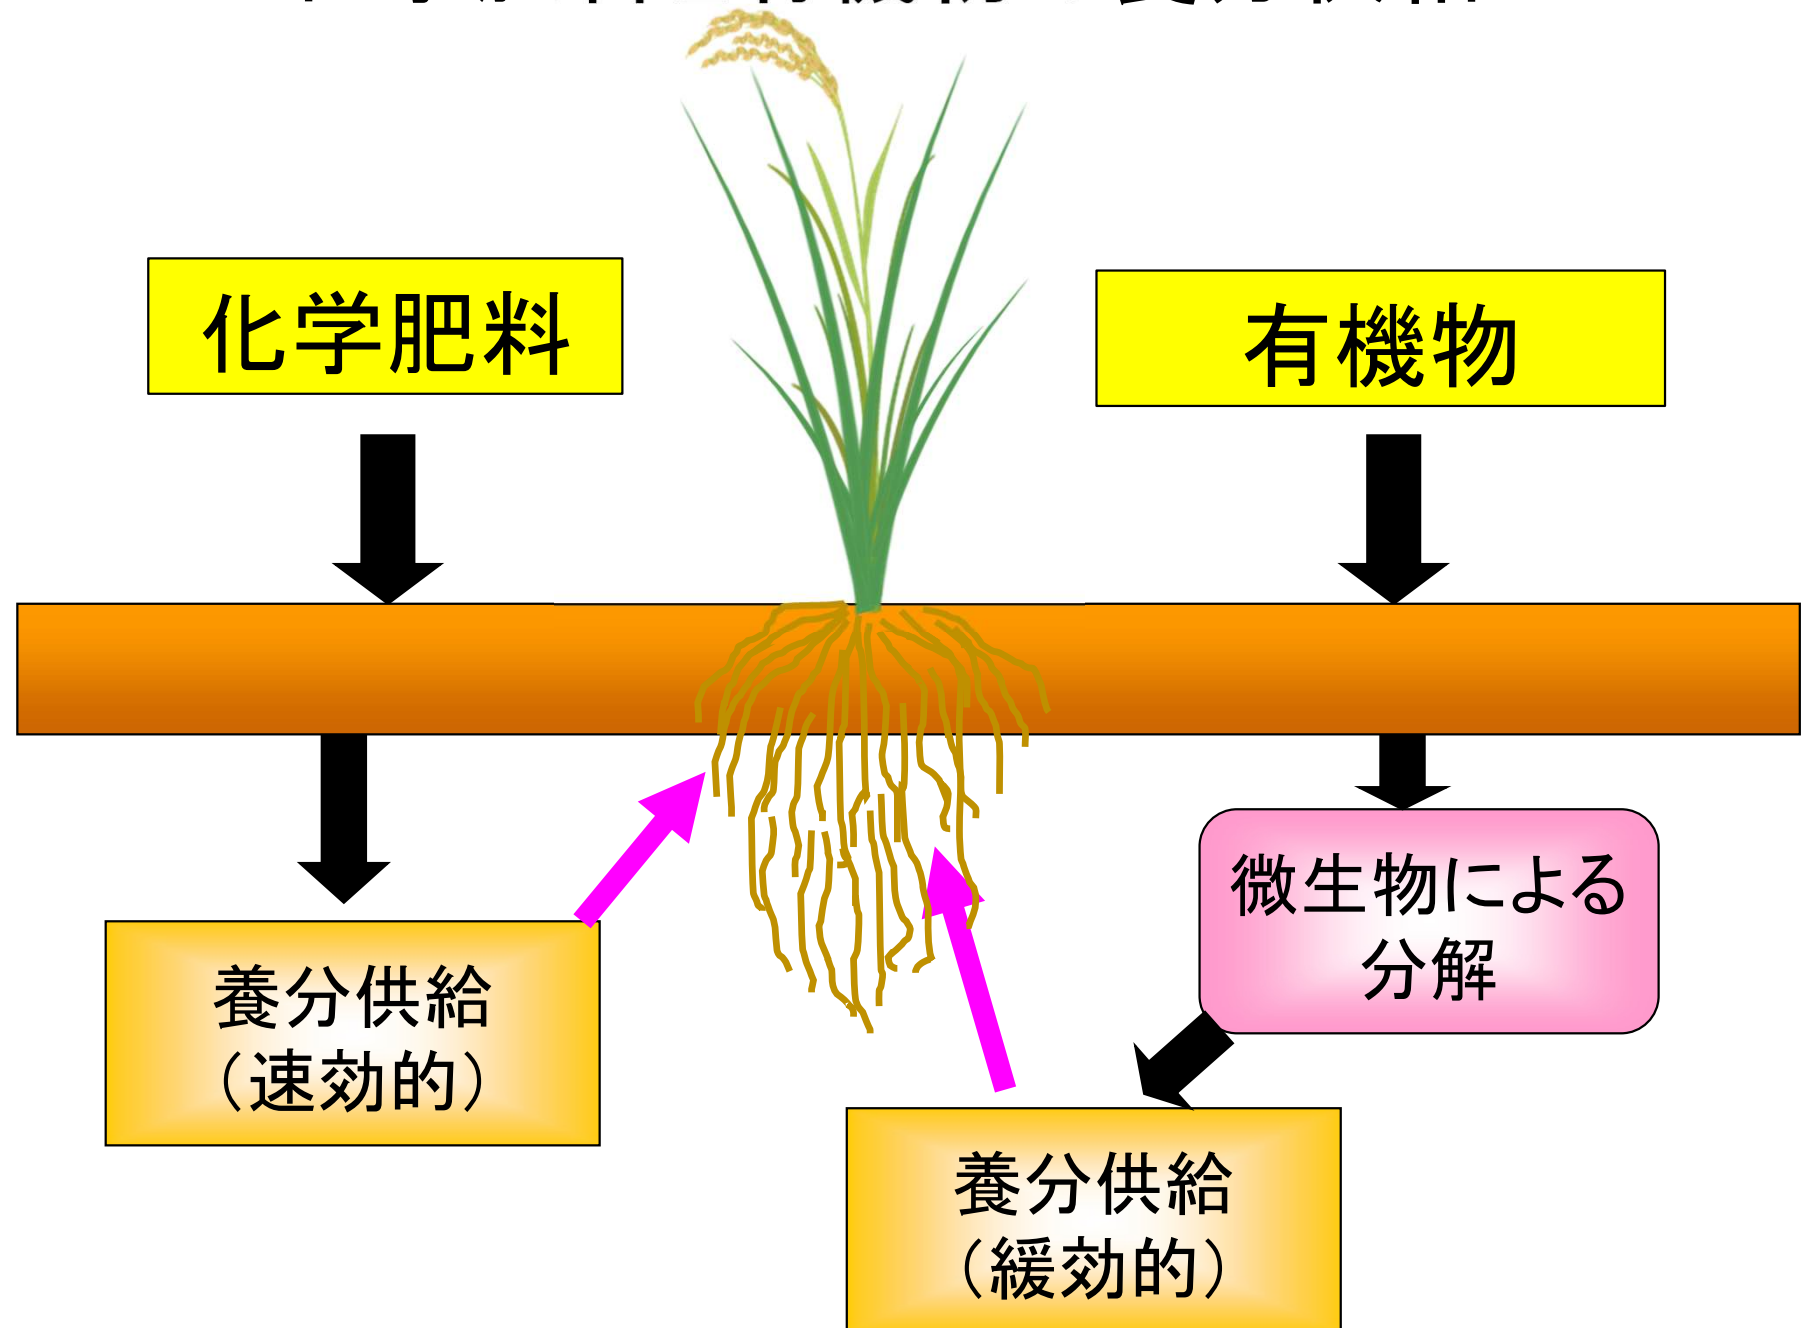 化学肥料
有機物
微生物による
分解
養分供給
（速効的）
養分供給
（緩効的）